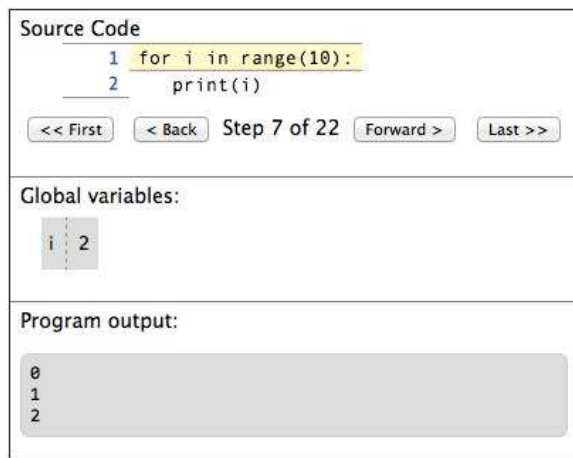 Source Code
1 for i in range(10):
2 print(i)
<< First < Back Step 7 of 22 Forward > Last >>
Global variables:
i 2
Program output:
0
1
2